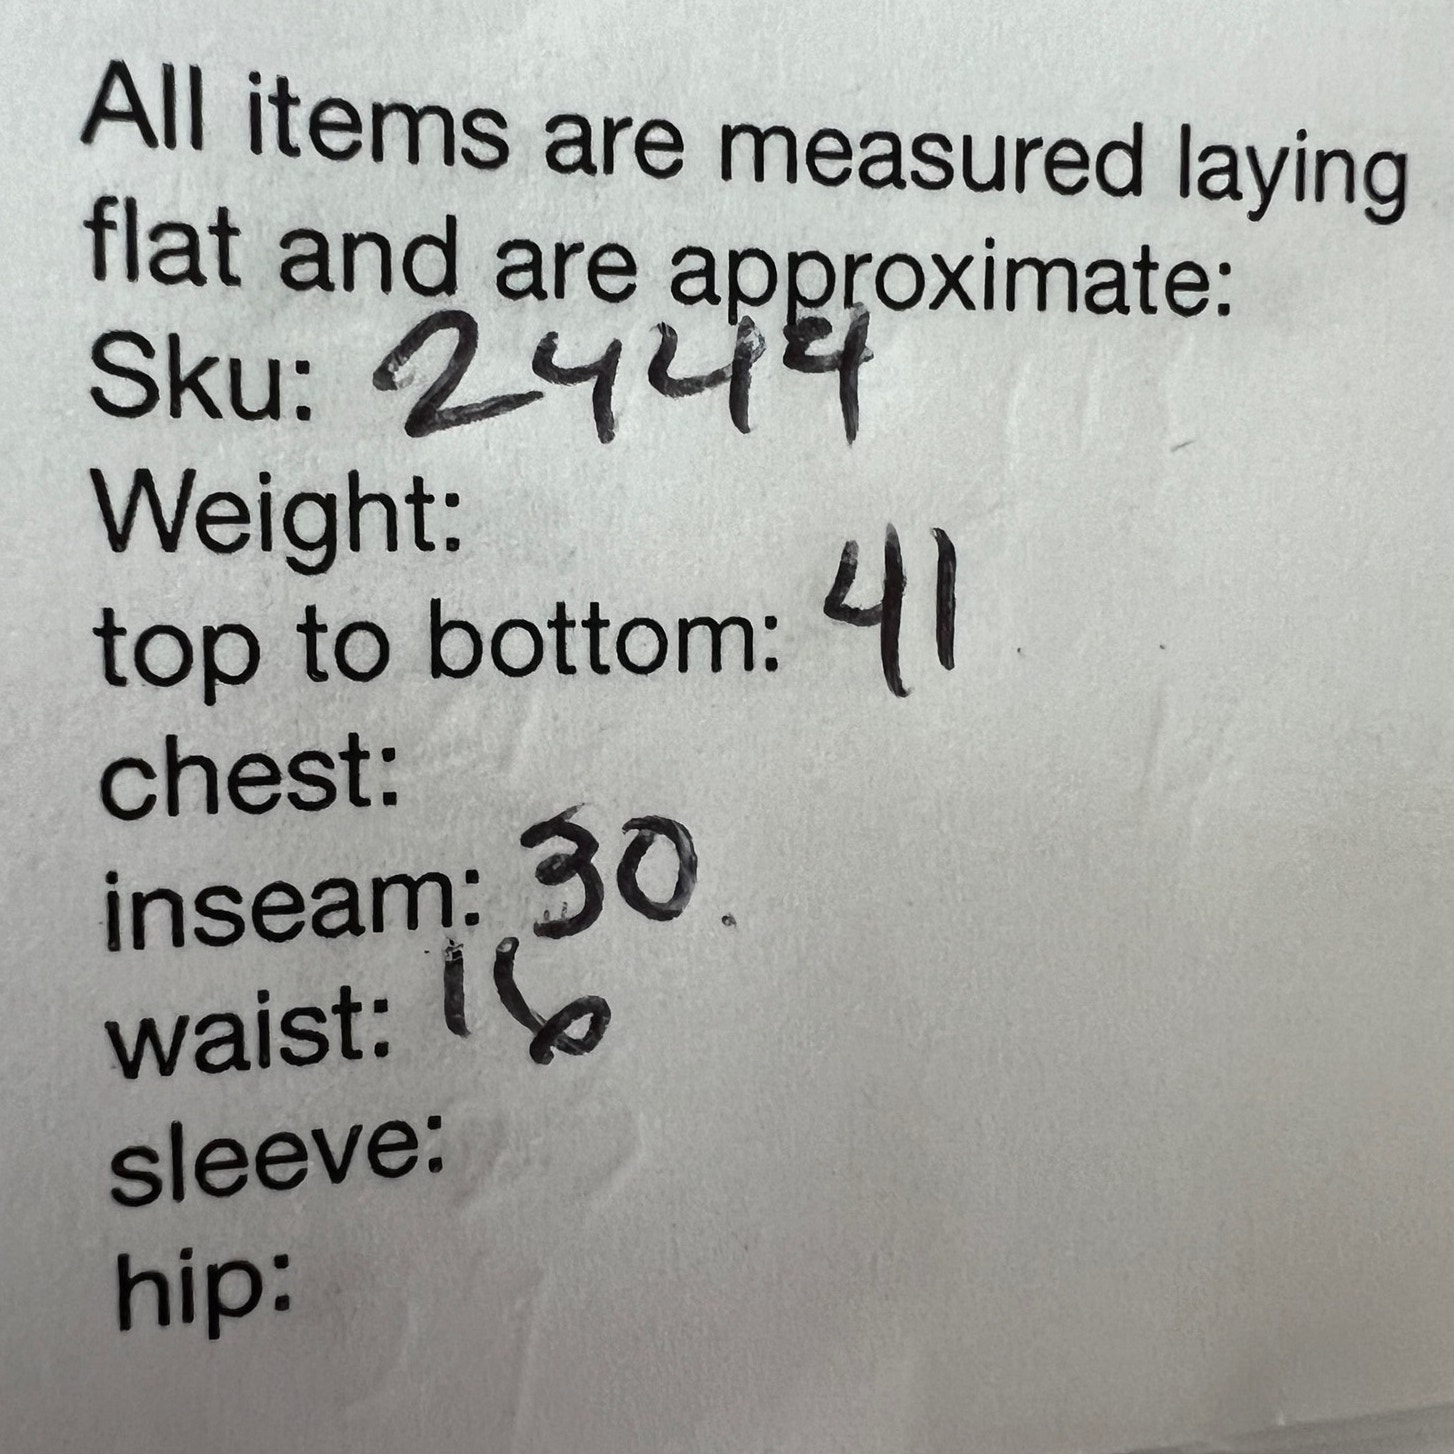 All items are measured laying
flat and are approximate:
Sku: 2444
Weight:
top to bottom: 41
chest:
inseam: 30
waist: 16
sleeve:
hip: